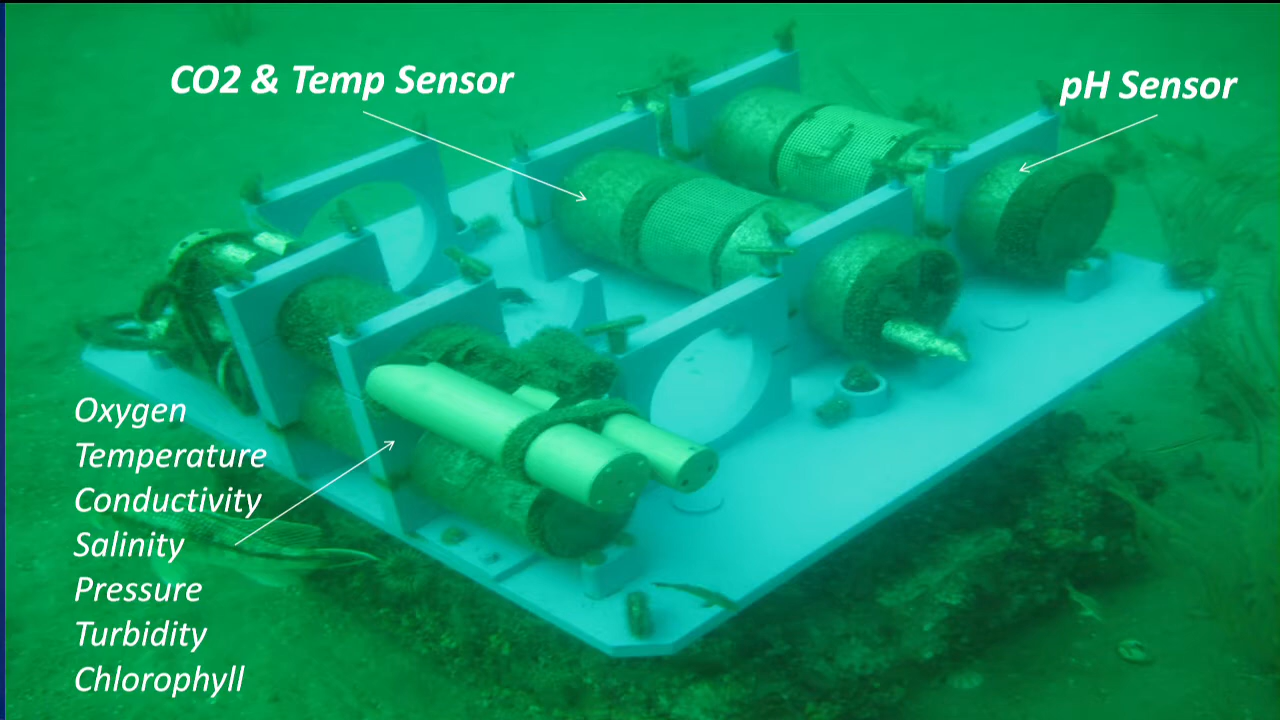 CO2 & Temp Sensor
pH Sensor
Oxygen
Temperature
Conductivity
Salinity
Pressure
Turbidity
Chlorophyll